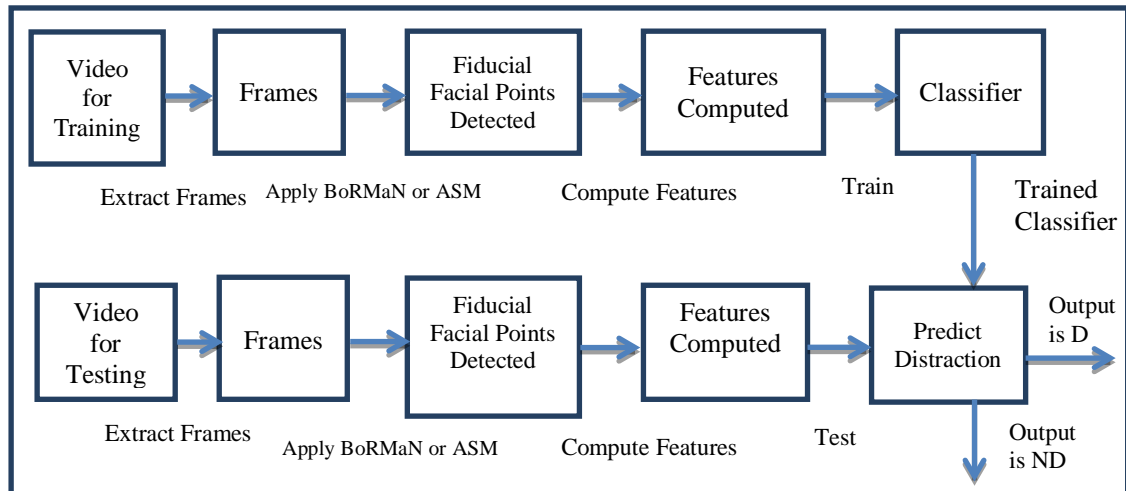 Video
for
Training
Frames
Fiducial
Facial Points
Detected
Features
Computed
Classifier
Extract Frames
Apply BoRMaN or ASM
Compute Features
Train
Trained
Classifier
Video
for
Testing
Frames
Fiducial
Facial Points
Detected
Features
Computed
Predict
Distraction
Output
is D
Extract Frames
Apply BoRMaN or ASM
Compute Features
Test
Output
is ND